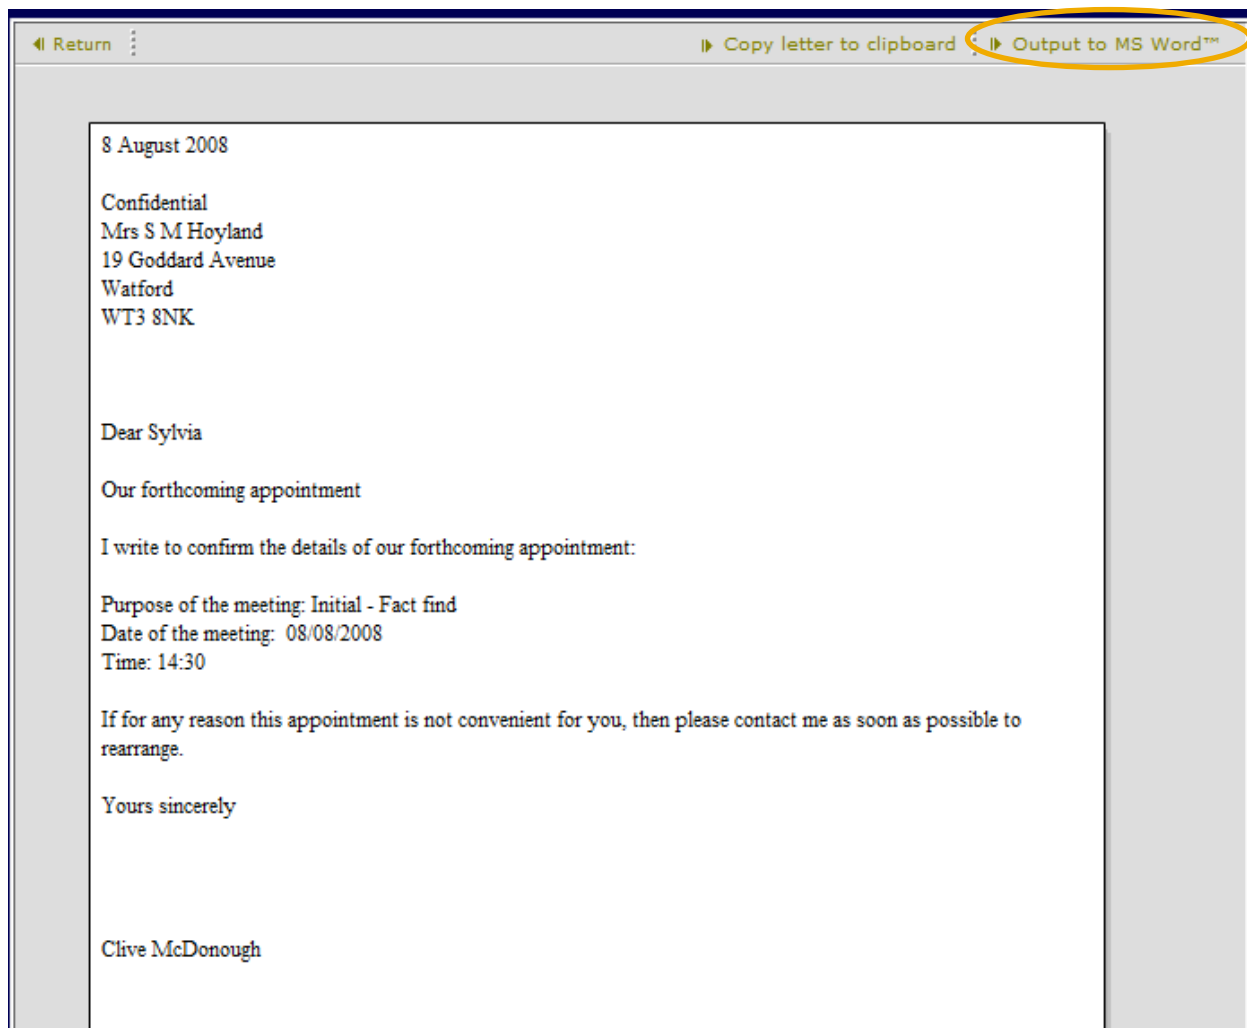 Return
Copy letter to clipboard
Output to MS Word™
8 August 2008
Confidential
Mrs S M Hoyland
19 Goddard Avenue
Watford
WT3 8NK
Dear Sylvia
Our forthcoming appointment
I write to confirm the details of our forthcoming appointment:
Purpose of the meeting: Initial - Fact find
Date of the meeting:  08/08/2008
Time: 14:30
If for any reason this appointment is not convenient for you, then please contact me as soon as possible to
rearrange.
Yours sincerely
Clive McDonough